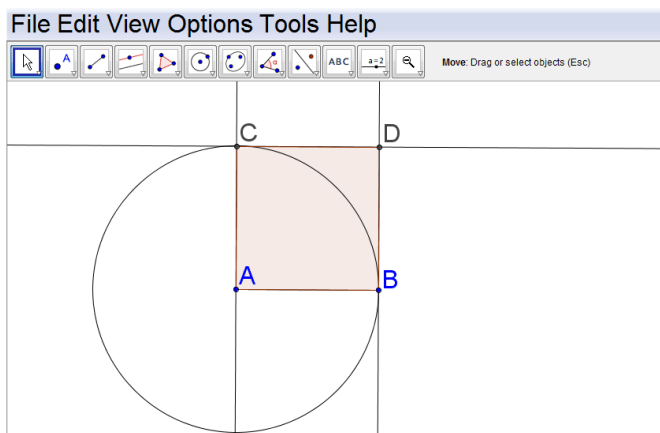 File Edit View Options Tools Help
A α ABC a=2 Move: Drag or select objects (Esc)
C D
A B